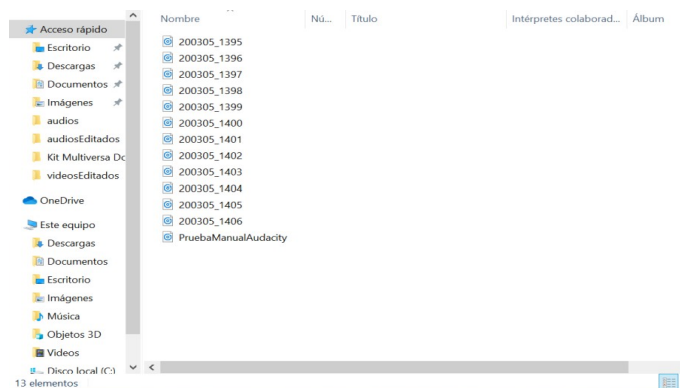 Nombre Nú... Título Intérpretes colaborad... Álbum
Acceso rápido
Escritorio
Descargas
Documentos
Imágenes
audios
audiosEditados
Kit Multiversa Do
videosEditados
OneDrive
Este equipo
Descargas
Documentos
Escritorio
Imágenes
Música
Objetos 3D
Videos
Disco local (C:)
200305_1395
200305_1396
200305_1397
200305_1398
200305_1399
200305_1400
200305_1401
200305_1402
200305_1403
200305_1404
200305_1405
200305_1406
PruebaManualAudacity
13 elementos